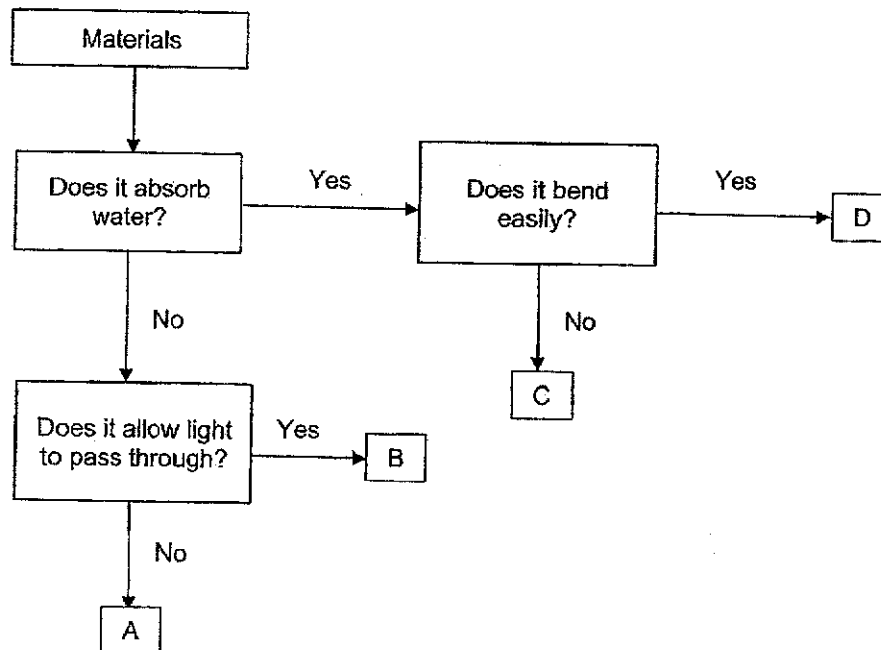 Materials
Does it absorb
water?
Yes
Does it bend
easily?
Yes
D
No
No
C
Does it allow light
to pass through?
Yes
B
No
A